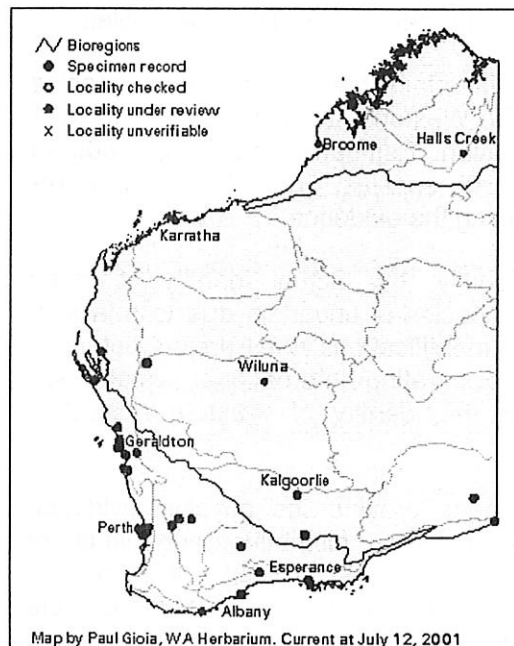 Bioregions
Specimen record
Locality checked
Locality under review
x Locality unverifiable
Broome
Halls Creek
Karratha
Wiluna
Geraldton
Kalgoorlie
Perth
Esperance
Albany
Map by Paul Gioia, WA Herbarium. Current at July 12, 2001